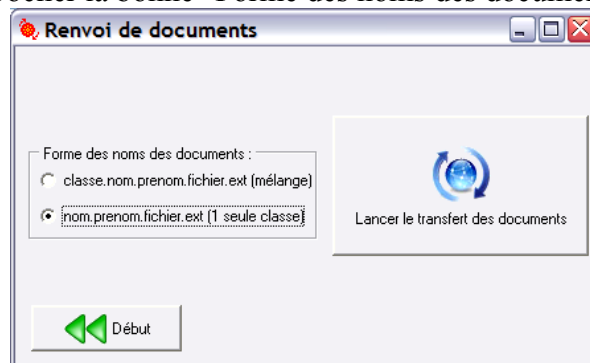 Renvoi de documents
Forme des noms des documents :
classe.nom.prenom.fichier.ext (mélange)
nom.prenom.fichier.ext (1 seule classe)
Lancer le transfert des documents
Début